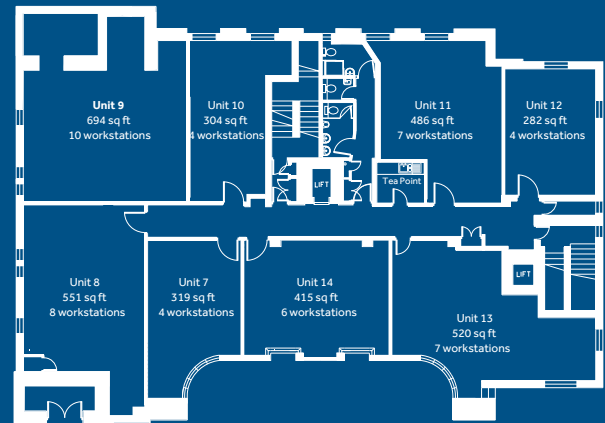 Unit 9
694 sq ft
10 workstations
Unit 10
304 sq ft
4 workstations
Unit 11
486 sq ft
7 workstations
Unit 12
282 sq ft
4 workstations
LIFT
Tea Point
Unit 8
551 sq ft
8 workstations
Unit 7
319 sq ft
4 workstations
Unit 14
415 sq ft
6 workstations
Unit 13
520 sq ft
7 workstations
LIFT